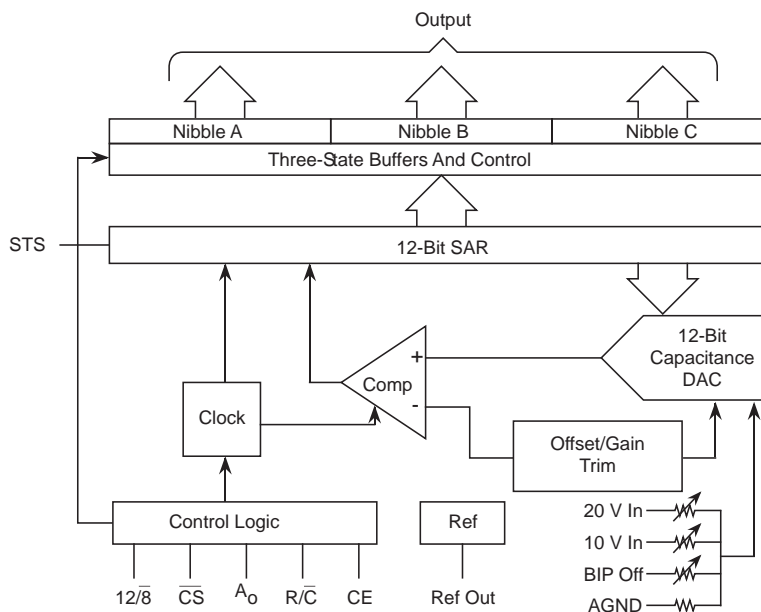 Output
Nibble A
Nibble B
Nibble C
Three-State Buffers And Control
STS
12-Bit SAR
12-Bit
Capacitance
DAC
+
Comp
-
Clock
Offset/Gain
Trim
Control Logic
Ref
20 V In
10 V In
BIP Off
AGND
12/8̅
C̅S̅
Ao
R/C̅
CE
Ref Out